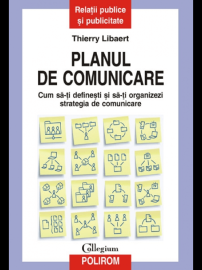 Relații publice
și publicitate
Thierry Libaert
PLANUL
DE COMUNICARE
Cum să-ți definești și să-ți organizezi
strategia de comunicare
Collegium
POLIROM